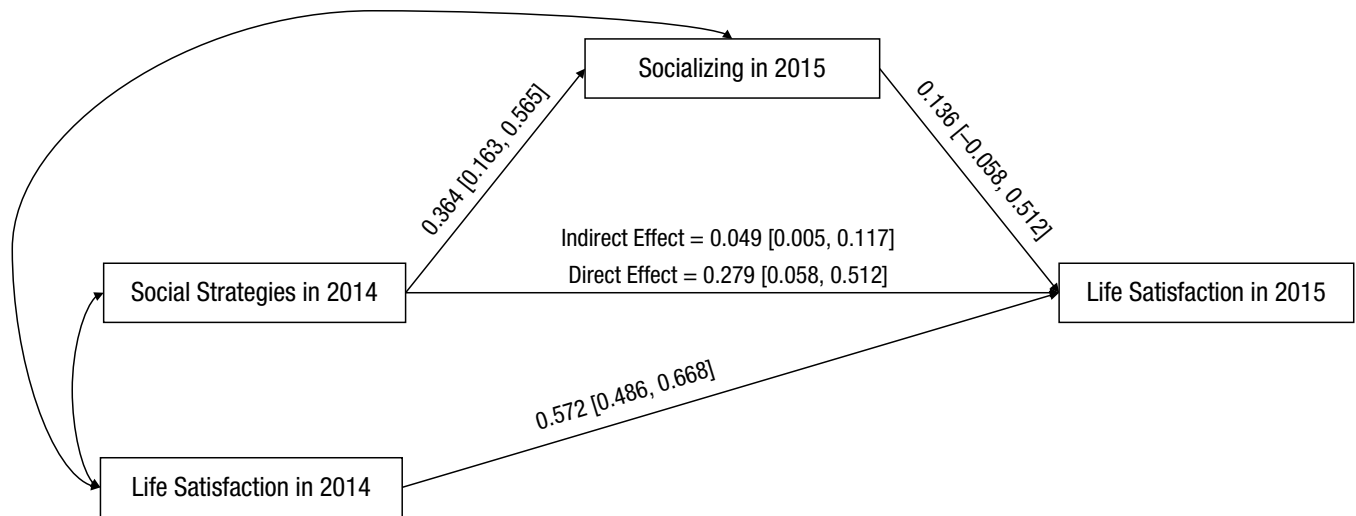 Socializing in 2015
0.364 [0.163, 0.565]
0.136 [–0.058, 0.512]
Indirect Effect = 0.049 [0.005, 0.117]
Direct Effect = 0.279 [0.058, 0.512]
Social Strategies in 2014
Life Satisfaction in 2015
0.572 [0.486, 0.668]
Life Satisfaction in 2014